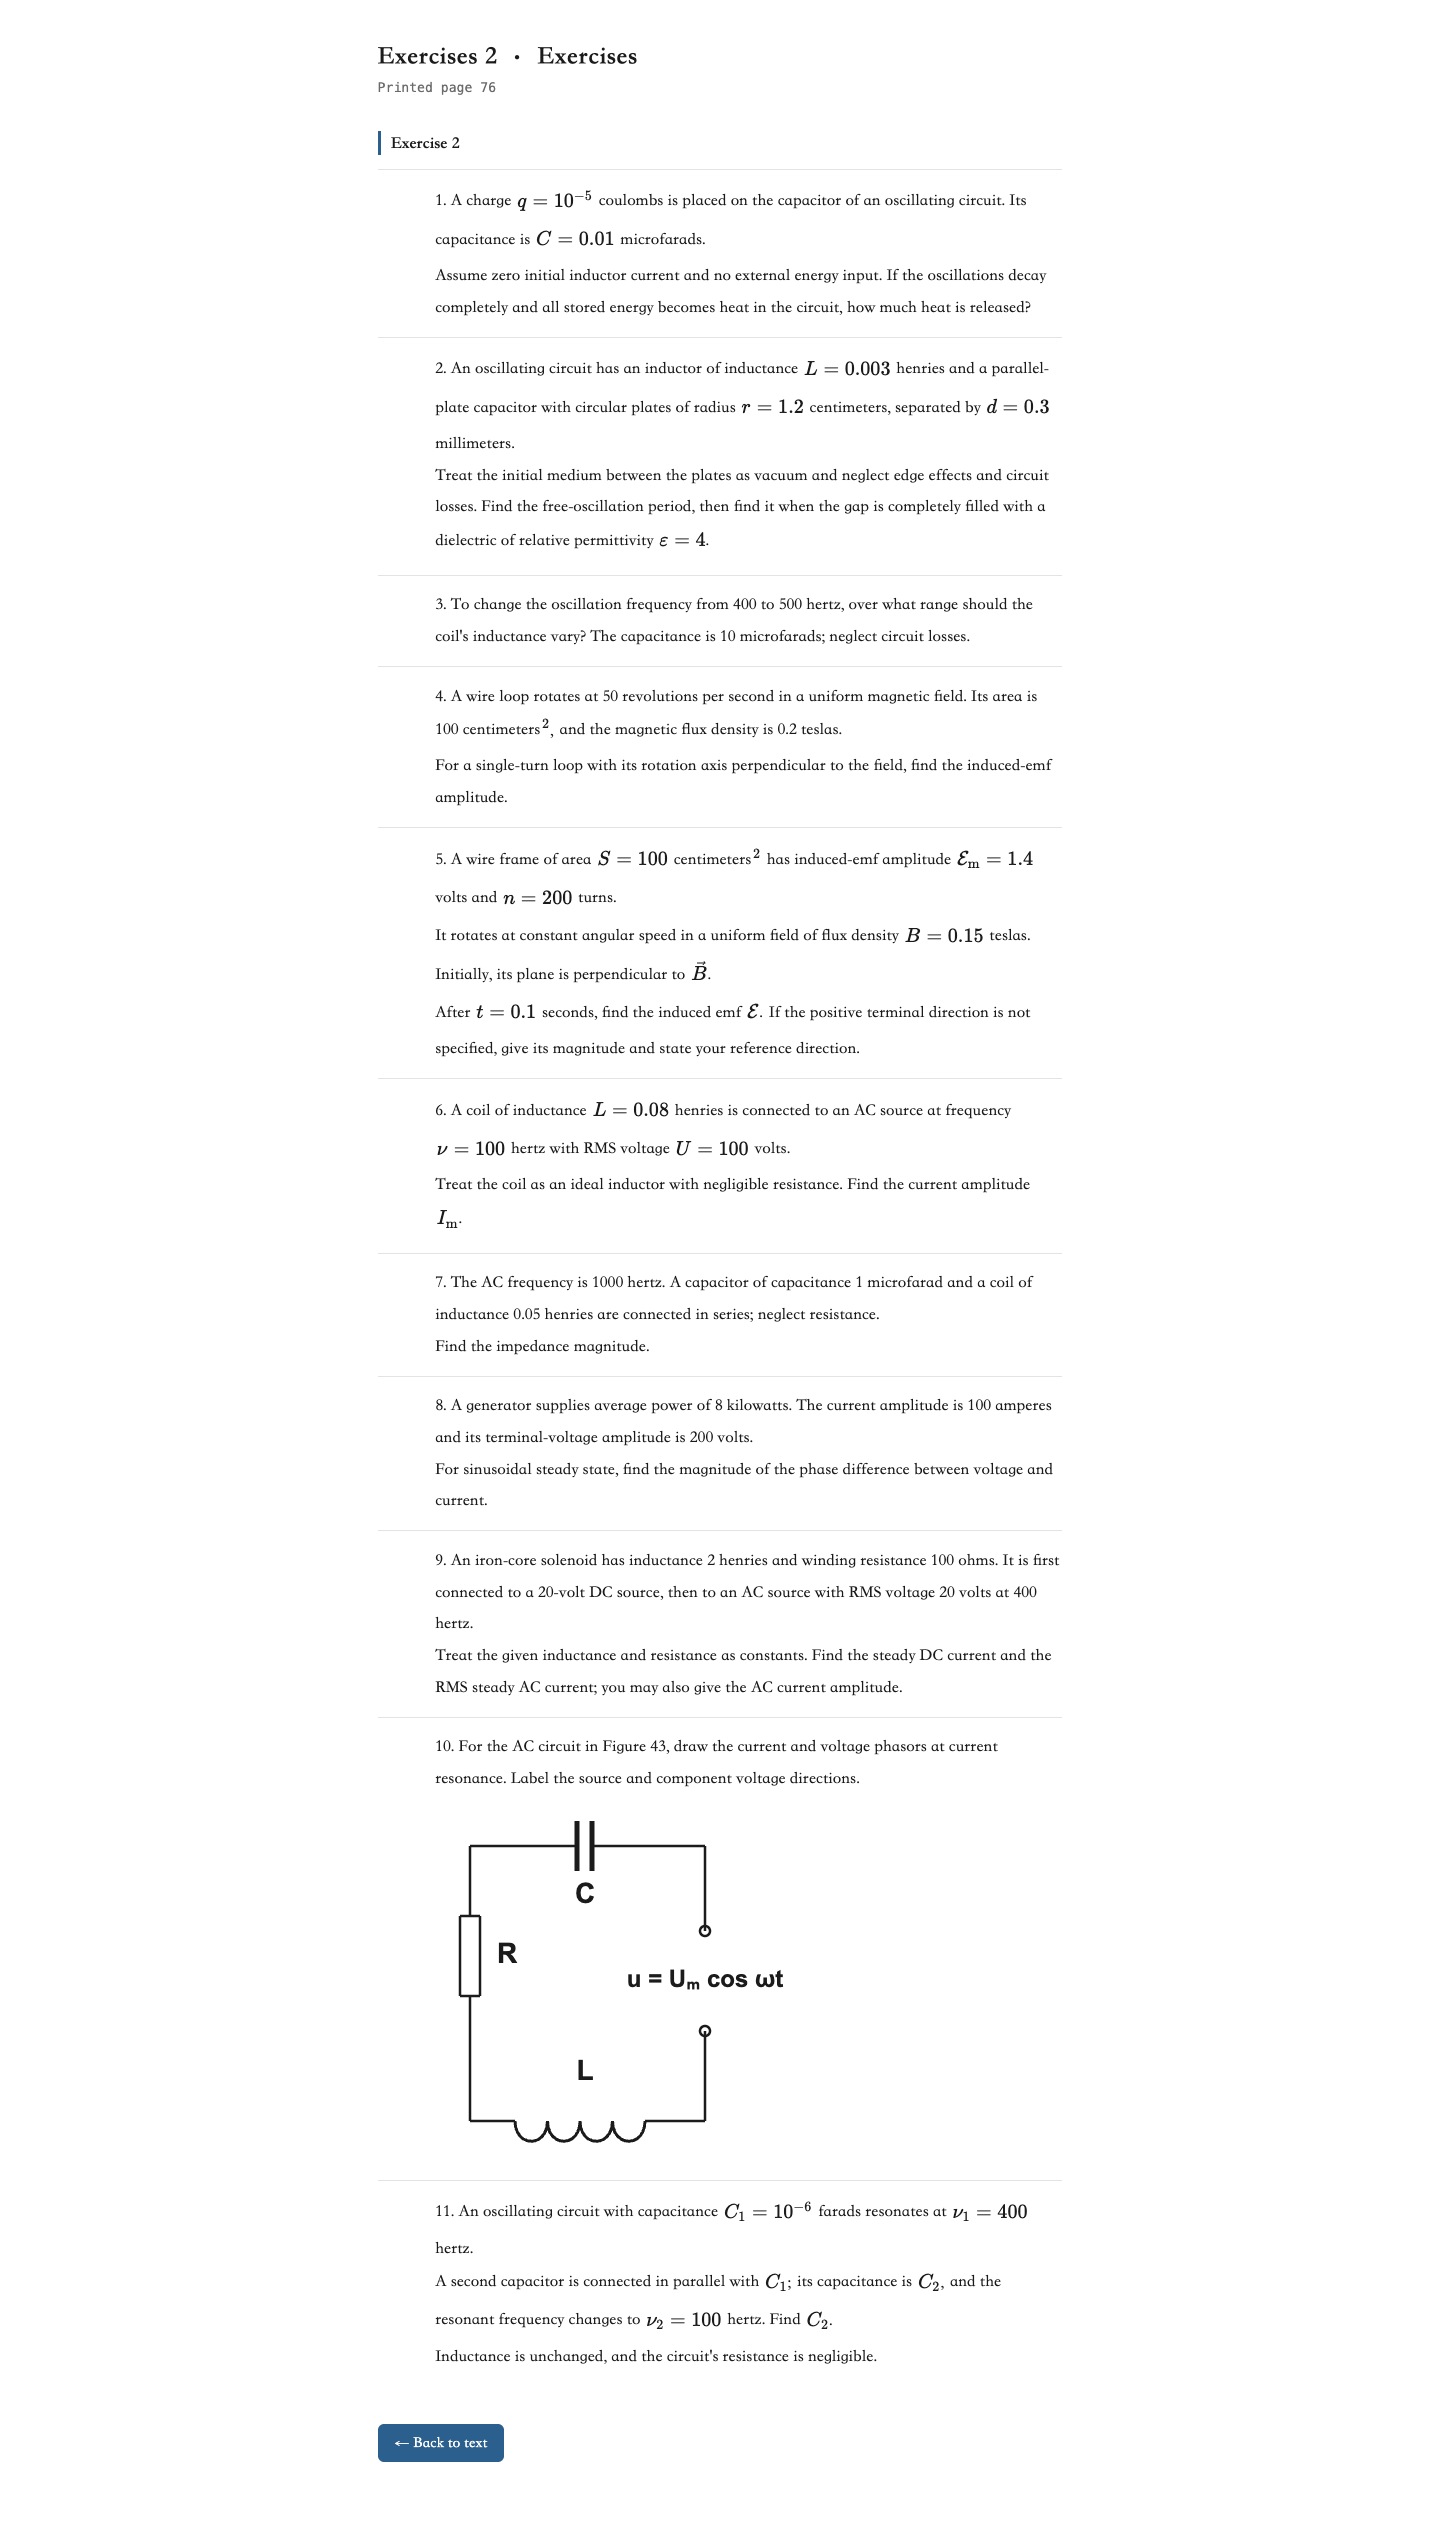 Exercises 2 · Exercises
Printed page 76
Exercise 2
1. A charge q = 10⁻⁵ coulombs is placed on the capacitor of an oscillating circuit. Its
capacitance is C = 0.01 microfarads.
Assume zero initial inductor current and no external energy input. If the oscillations decay
completely and all stored energy becomes heat in the circuit, how much heat is released?
2. An oscillating circuit has an inductor of inductance L = 0.003 henries and a parallel-
plate capacitor with circular plates of radius r = 1.2 centimeters, separated by d = 0.3
millimeters.
Treat the initial medium between the plates as vacuum and neglect edge effects and circuit
losses. Find the free-oscillation period, then find it when the gap is completely filled with a
dielectric of relative permittivity ε = 4.
3. To change the oscillation frequency from 400 to 500 hertz, over what range should the
coil's inductance vary? The capacitance is 10 microfarads; neglect circuit losses.
4. A wire loop rotates at 50 revolutions per second in a uniform magnetic field. Its area is
100 centimeters², and the magnetic flux density is 0.2 teslas.
For a single-turn loop with its rotation axis perpendicular to the field, find the induced-emf
amplitude.
5. A wire frame of area S = 100 centimeters² has induced-emf amplitude ℰₘ = 1.4
volts and n = 200 turns.
It rotates at constant angular speed in a uniform field of flux density B = 0.15 teslas.
Initially, its plane is perpendicular to B⃗.
After t = 0.1 seconds, find the induced emf ℰ. If the positive terminal direction is not
specified, give its magnitude and state your reference direction.
6. A coil of inductance L = 0.08 henries is connected to an AC source at frequency
ν = 100 hertz with RMS voltage U = 100 volts.
Treat the coil as an ideal inductor with negligible resistance. Find the current amplitude
Iₘ.
7. The AC frequency is 1000 hertz. A capacitor of capacitance 1 microfarad and a coil of
inductance 0.05 henries are connected in series; neglect resistance.
Find the impedance magnitude.
8. A generator supplies average power of 8 kilowatts. The current amplitude is 100 amperes
and its terminal-voltage amplitude is 200 volts.
For sinusoidal steady state, find the magnitude of the phase difference between voltage and
current.
9. An iron-core solenoid has inductance 2 henries and winding resistance 100 ohms. It is first
connected to a 20-volt DC source, then to an AC source with RMS voltage 20 volts at 400
hertz.
Treat the given inductance and resistance as constants. Find the steady DC current and the
RMS steady AC current; you may also give the AC current amplitude.
10. For the AC circuit in Figure 43, draw the current and voltage phasors at current
resonance. Label the source and component voltage directions.
C
R
u = Uₘ cos ωt
L
11. An oscillating circuit with capacitance C₁ = 10⁻⁶ farads resonates at ν₁ = 400
hertz.
A second capacitor is connected in parallel with C₁; its capacitance is C₂, and the
resonant frequency changes to ν₂ = 100 hertz. Find C₂.
Inductance is unchanged, and the circuit's resistance is negligible.
← Back to text